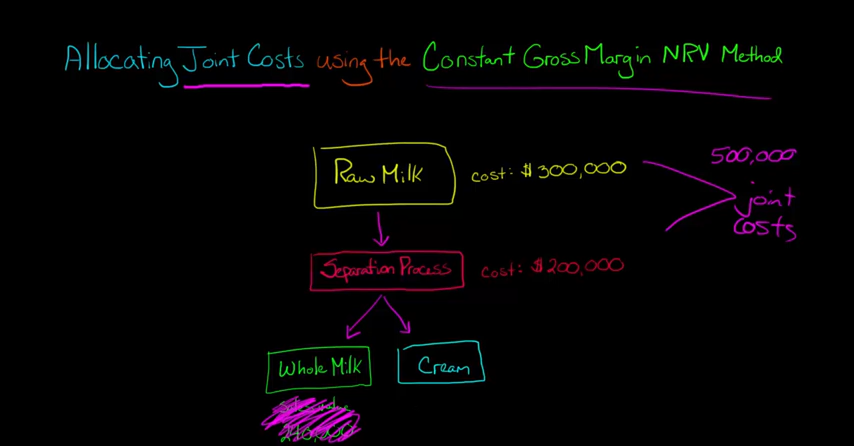 Allocating Joint Costs using the Constant Gross Margin NRV Method
Raw Milk
cost: $300,000
500,000
joint
costs
Separation Process
cost: $200,000
Whole Milk
Cream